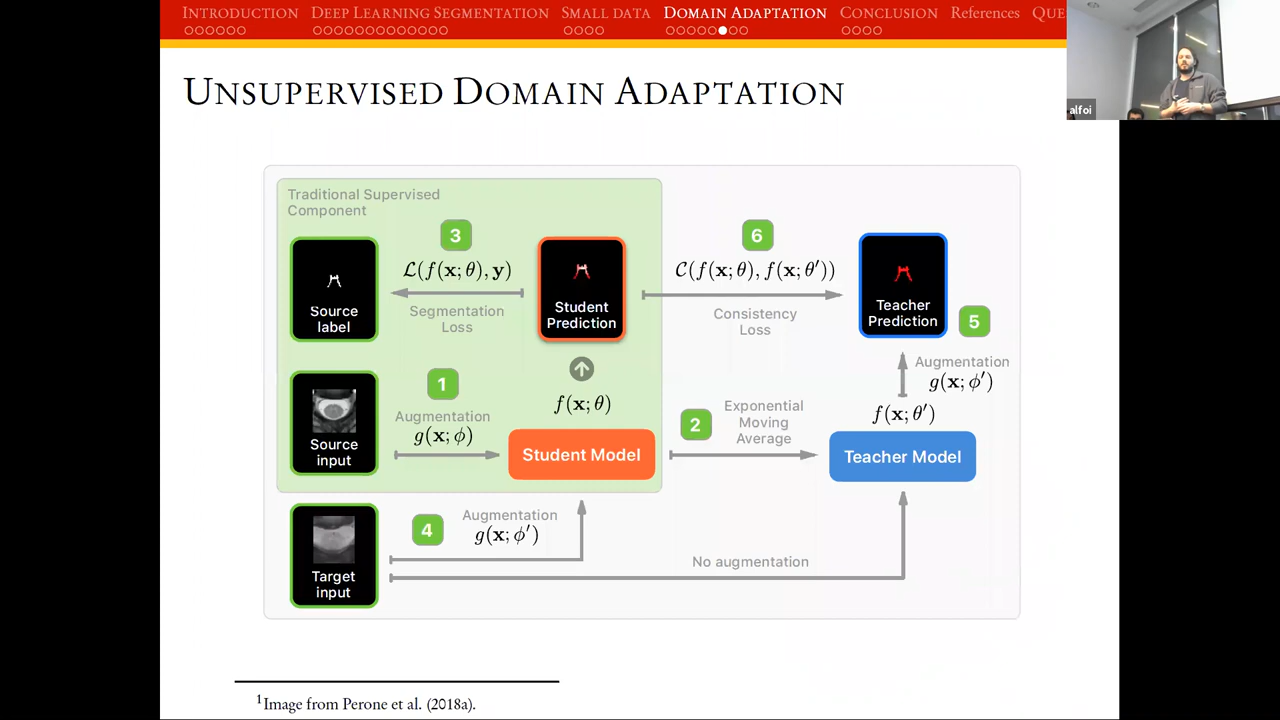 INTRODUCTION DEEP LEARNING SEGMENTATION SMALL DATA DOMAIN ADAPTATION CONCLUSION References
alfoi
UNSUPERVISED DOMAIN ADAPTATION
Traditional Supervised
Component
3
6
L(f(x; θ), y)
C(f(x; θ), f(x; θ′))
Source
label
Segmentation
Loss
Student
Prediction
Consistency
Loss
Teacher
Prediction
5
1
Augmentation
g(x; ϕ)
f(x; θ)
2
Exponential
Moving
Average
Augmentation
g(x; ϕ′)
f(x; θ′)
Source
input
Student Model
Teacher Model
4
Augmentation
g(x; ϕ′)
No augmentation
Target
input
1Image from Perone et al. (2018a).